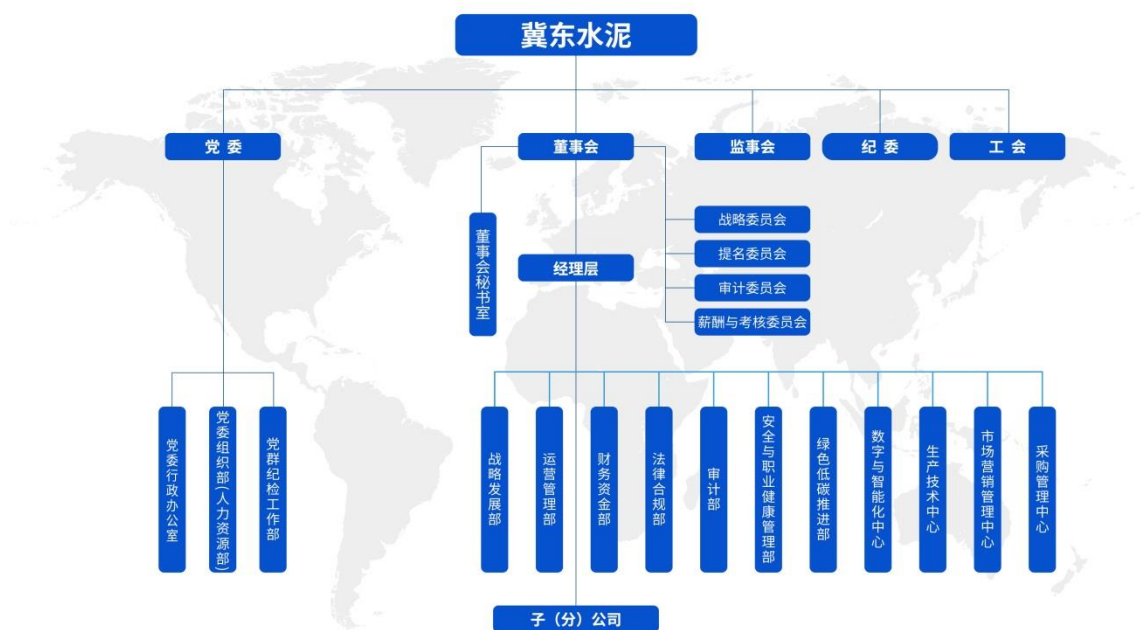 冀东水泥
党 委
董事会
监事会
纪 委
工 会
董事会秘书室
战略委员会
提名委员会
审计委员会
薪酬与考核委员会
经理层
党委行政办公室
党委组织部(人力资源部)
党群纪检工作部
战略发展部
运营管理部
财务资金部
法律合规部
审计部
安全与职业健康管理部
绿色低碳推进部
数字与智能化中心
生产技术中心
市场营销管理中心
采购管理中心
子（分）公司